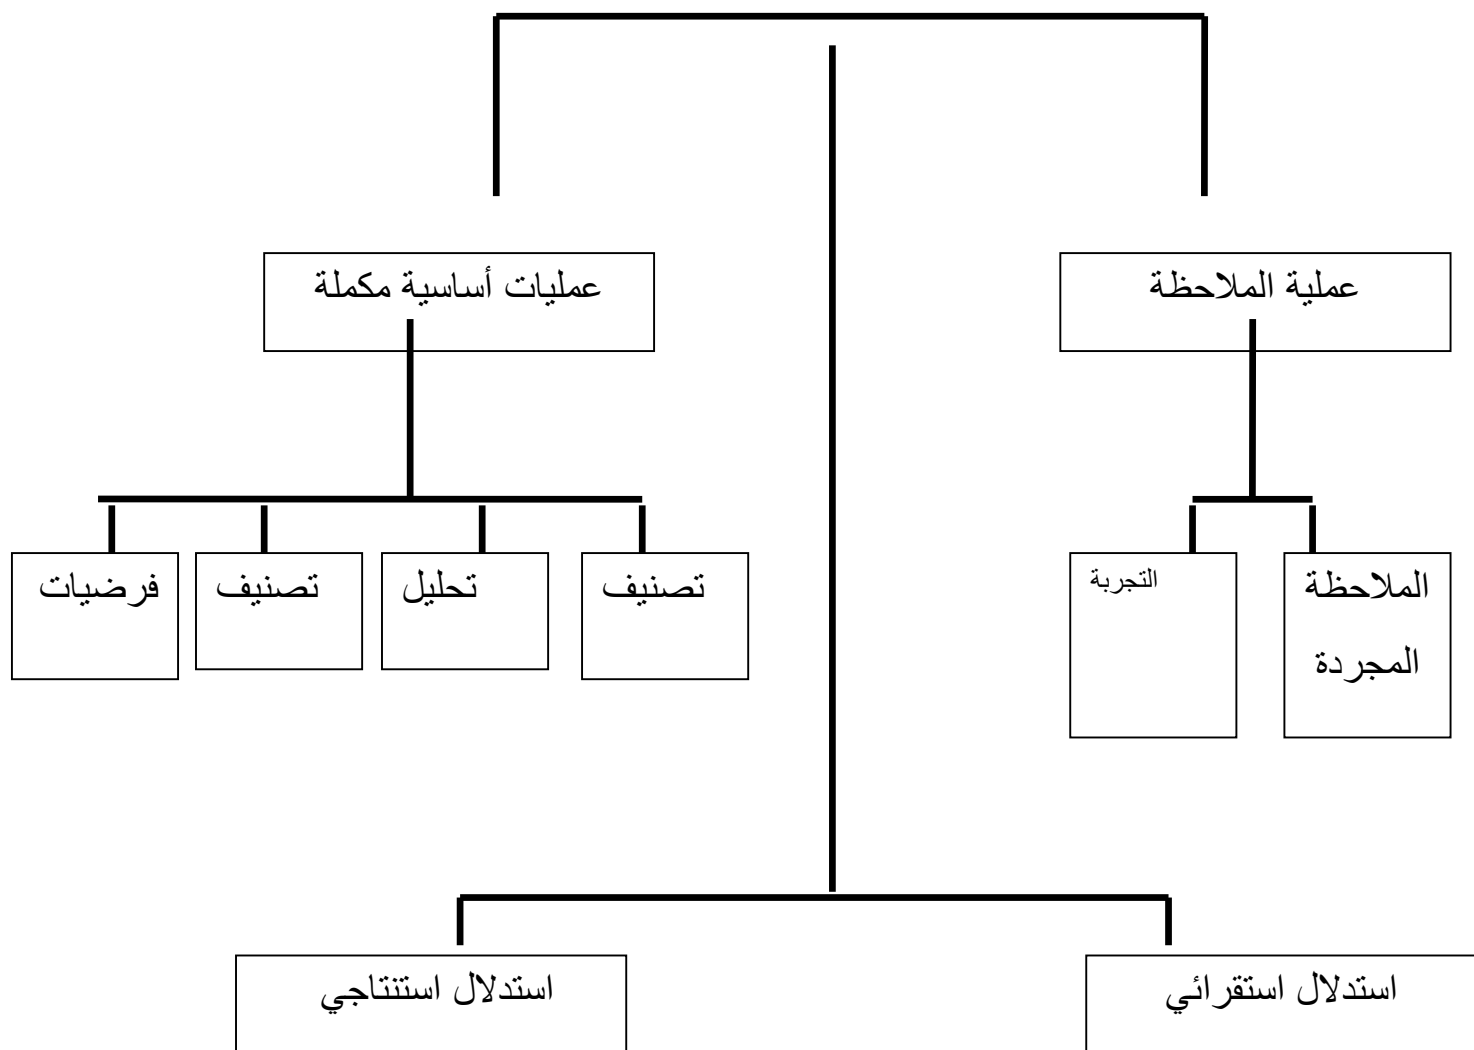 عملية الملاحظة
عمليات أساسية مكملة
الملاحظة
المجردة
التجربة
تصنيف
تحليل
تصنيف
فرضيات
استدلال استقرائي
استدلال استنتاجي